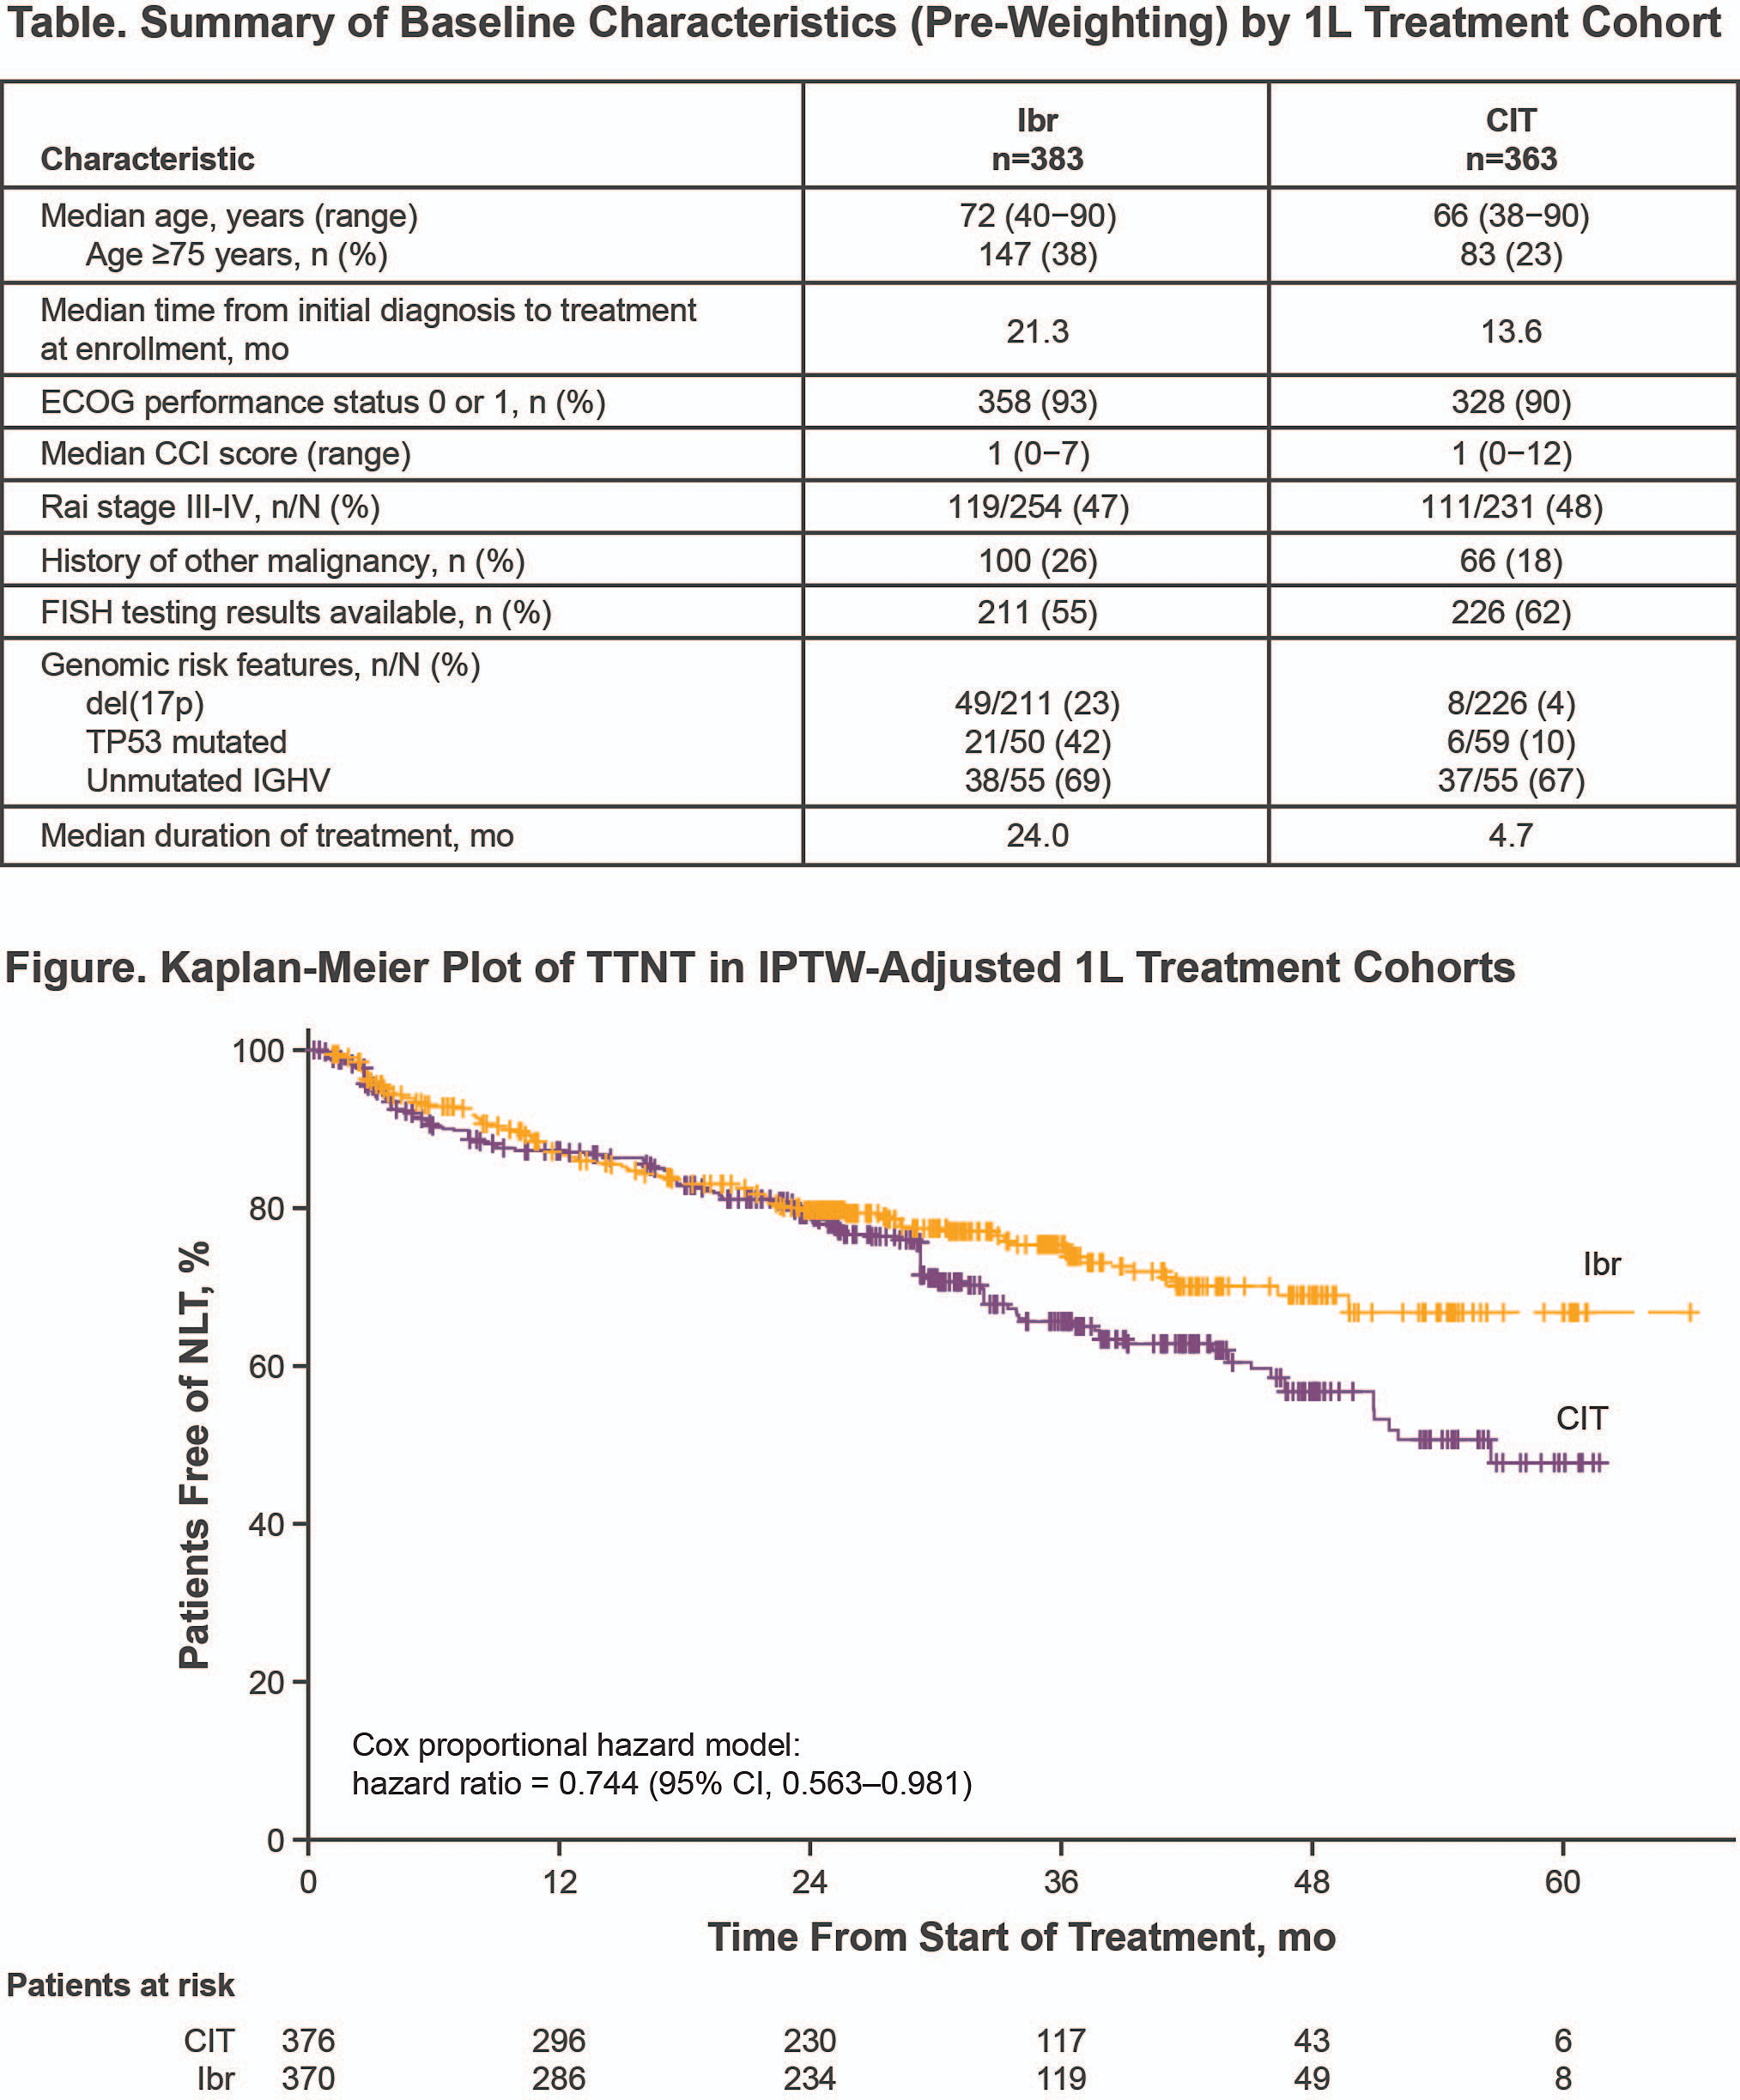 Table. Summary of Baseline Characteristics (Pre-Weighting) by 1L Treatment Cohort
Characteristic
Ibr
n=383
CIT
n=363
Median age, years (range) 72 (40–90) 66 (38–90)
Age ≥75 years, n (%) 147 (38) 83 (23)
Median time from initial diagnosis to treatment
at enrollment, mo
21.3 13.6
ECOG performance status 0 or 1, n (%) 358 (93) 328 (90)
Median CCI score (range) 1 (0–7) 1 (0–12)
Rai stage III-IV, n/N (%) 119/254 (47) 111/231 (48)
History of other malignancy, n (%) 100 (26) 66 (18)
FISH testing results available, n (%) 211 (55) 226 (62)
Genomic risk features, n/N (%)
del(17p) 49/211 (23) 8/226 (4)
TP53 mutated 21/50 (42) 6/59 (10)
Unmutated IGHV 38/55 (69) 37/55 (67)
Median duration of treatment, mo 24.0 4.7
Figure. Kaplan-Meier Plot of TTNT in IPTW-Adjusted 1L Treatment Cohorts
Patients Free of NLT, %
100
80
60
40
20
0
Ibr
CIT
Cox proportional hazard model:
hazard ratio = 0.744 (95% CI, 0.563–0.981)
0 12 24 36 48 60
Time From Start of Treatment, mo
Patients at risk
CIT 376 296 230 117 43 6
Ibr 370 286 234 119 49 8